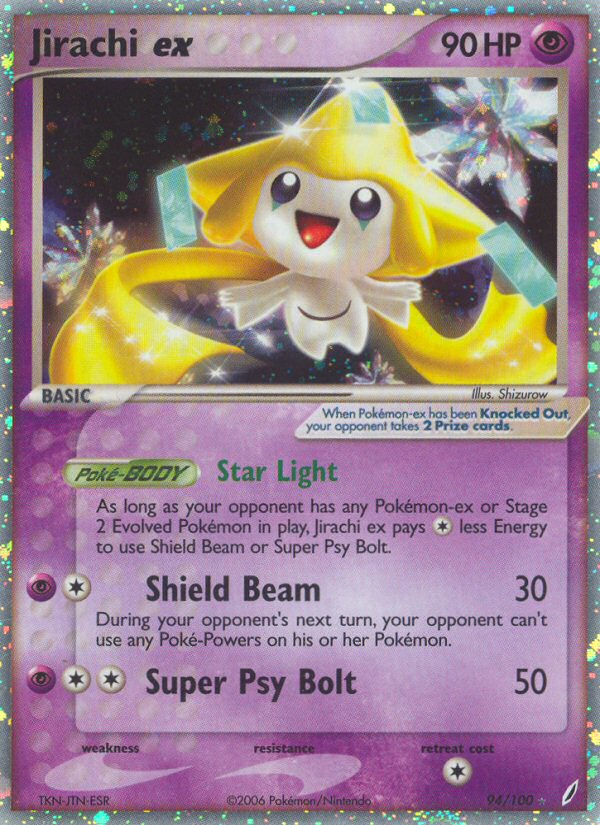 Jirachi ex 90 HP
BASIC
Illus. Shizurow
When Pokémon-ex has been Knocked Out,
your opponent takes 2 Prize cards.
Poké-BODY Star Light
As long as your opponent has any Pokémon-ex or Stage
2 Evolved Pokémon in play, Jirachi ex pays less Energy
to use Shield Beam or Super Psy Bolt.
Shield Beam 30
During your opponent's next turn, your opponent can't
use any Poké-Powers on his or her Pokémon.
Super Psy Bolt 50
weakness resistance retreat cost
TKN-JTN-ESR ©2006 Pokémon/Nintendo 94/100